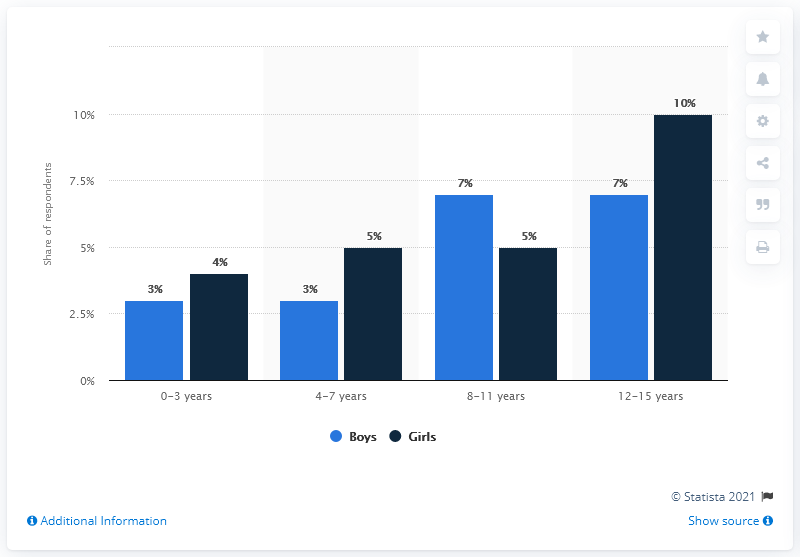 Share of respondents
10%
7.5%
5%
2.5%
0%
3%
4%
3%
5%
7%
5%
7%
10%
0-3 years
4-7 years
8-11 years
12-15 years
Boys
Girls
© Statista 2021
Additional Information
Show source